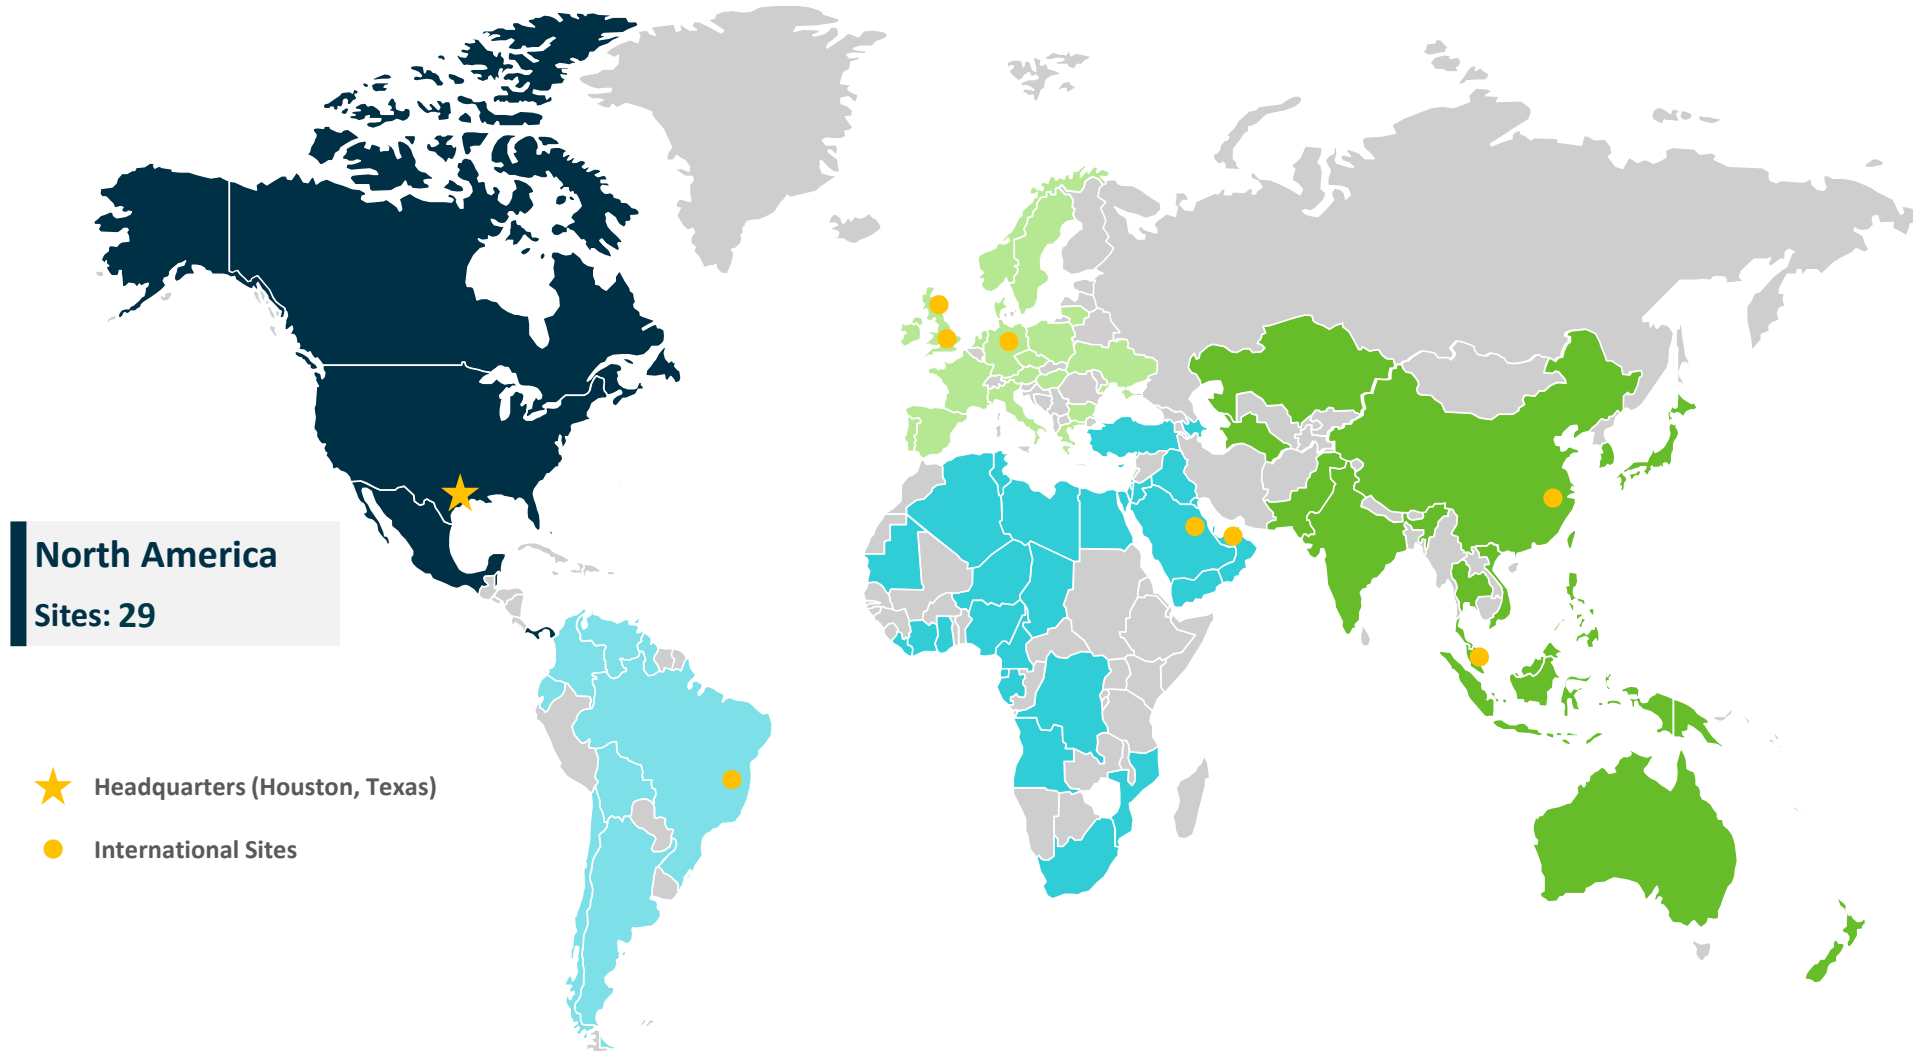 North America
Sites: 29
Headquarters (Houston, Texas)
International Sites